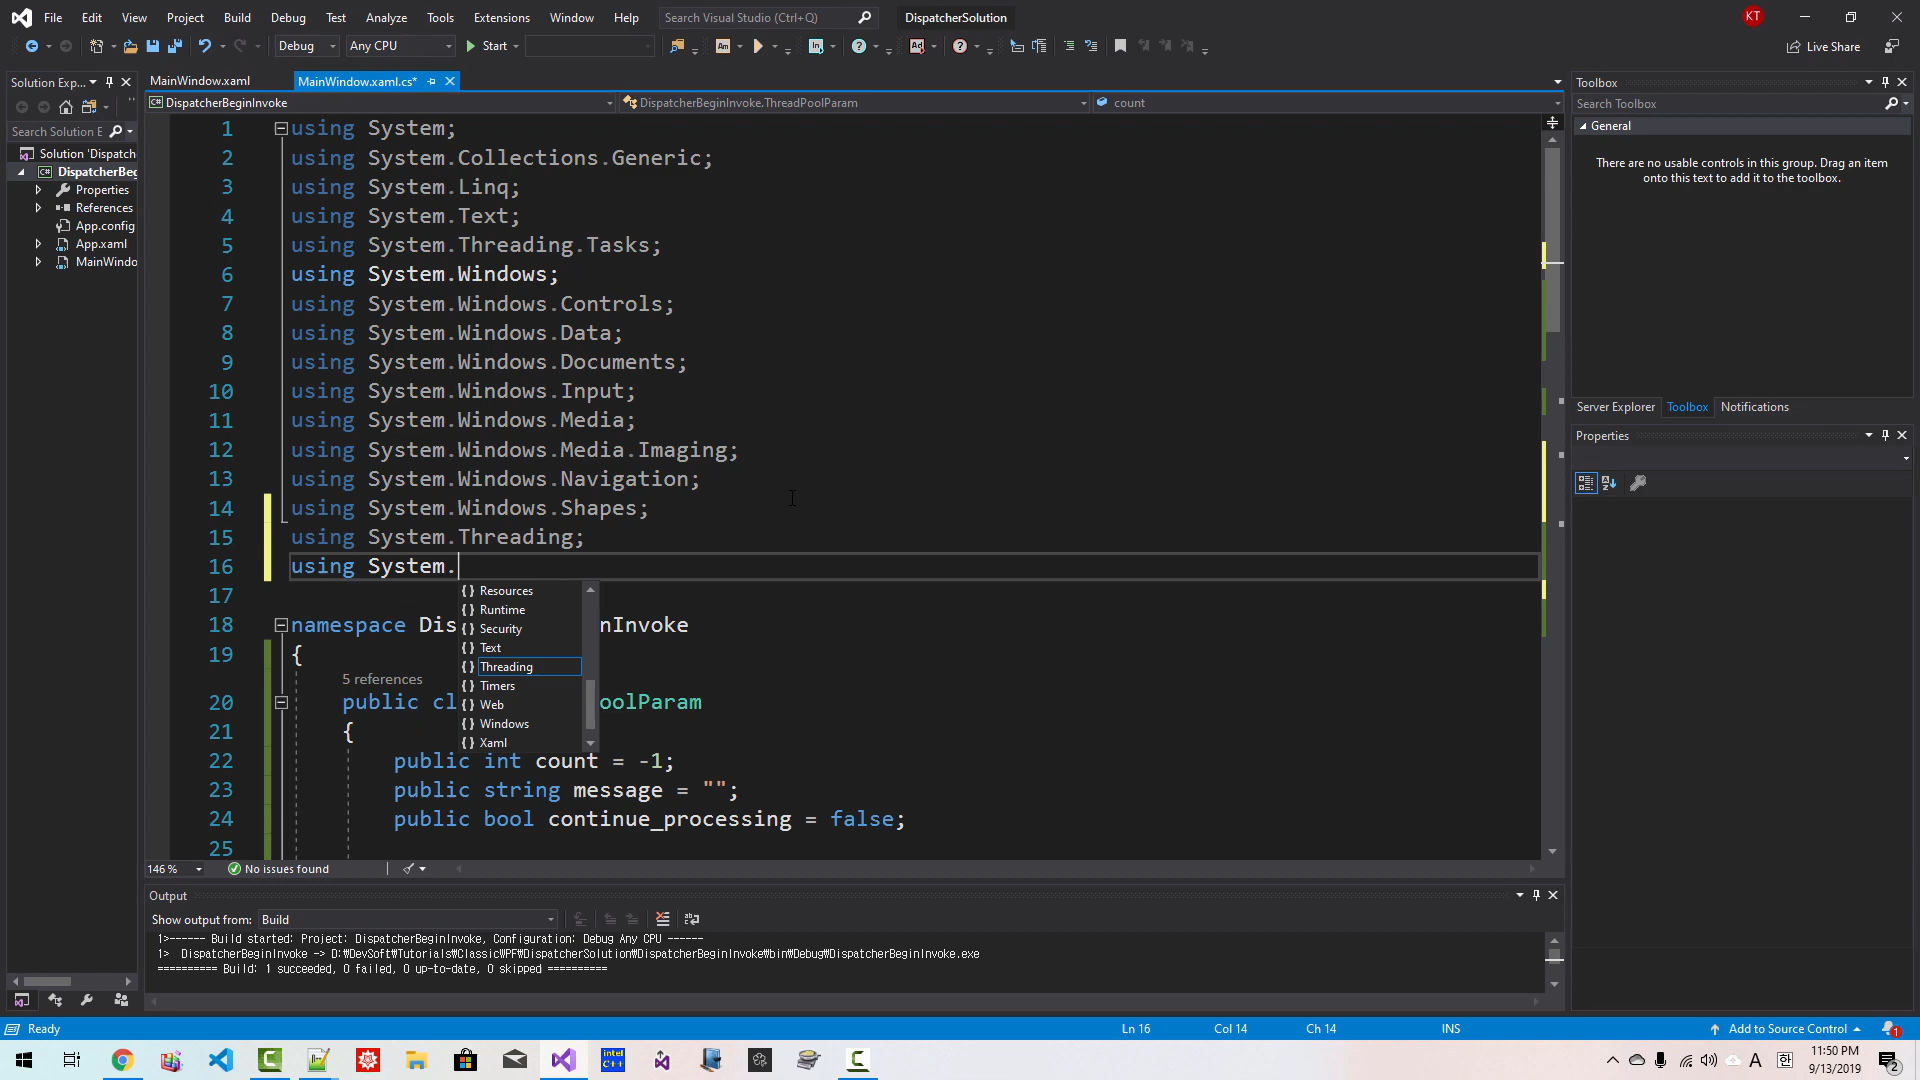 File Edit View Project Build Debug Test Analyze Tools Extensions Window Help Search Visual Studio (Ctrl+Q) DispatcherSolution KT
Debug Any CPU Start Live Share
Solution Exp...
Search Solution E
Solution 'Dispatch
DispatcherBeg
Properties
References
App.config
App.xaml
MainWindo
MainWindow.xaml MainWindow.xaml.cs*
DispatcherBeginInvoke DispatcherBeginInvoke.ThreadPoolParam count
1 using System;
2 using System.Collections.Generic;
3 using System.Linq;
4 using System.Text;
5 using System.Threading.Tasks;
6 using System.Windows;
7 using System.Windows.Controls;
8 using System.Windows.Data;
9 using System.Windows.Documents;
10 using System.Windows.Input;
11 using System.Windows.Media;
12 using System.Windows.Media.Imaging;
13 using System.Windows.Navigation;
14 using System.Windows.Shapes;
15 using System.Threading;
16 using System.
17
18 namespace Dis nInvoke
19 {
5 references
20 public cl oolParam
21 {
22 public int count = -1;
23 public string message = "";
24 public bool continue_processing = false;
25
{} Resources
{} Runtime
{} Security
{} Text
{} Threading
{} Timers
{} Web
{} Windows
{} Xaml
146 % No issues found
Output
Show output from: Build
1>------ Build started: Project: DispatcherBeginInvoke, Configuration: Debug Any CPU ------
1> DispatcherBeginInvoke -> D:₩DevSoft₩Tutorials₩ClassicWPF₩DispatcherSolution₩DispatcherBeginInvoke₩bin₩Debug₩DispatcherBeginInvoke.exe
========== Build: 1 succeeded, 0 failed, 0 up-to-date, 0 skipped ==========
Toolbox
Search Toolbox
General
There are no usable controls in this group. Drag an item
onto this text to add it to the toolbox.
Server Explorer Toolbox Notifications
Properties
Ready Ln 16 Col 14 Ch 14 INS Add to Source Control 1
intel
C++
A 한 11:50 PM
9/13/2019
2